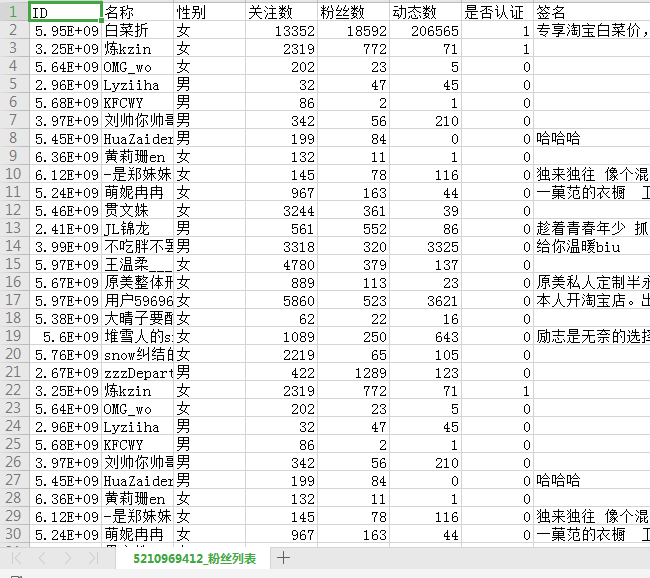 ID 名称 性别 关注数 粉丝数 动态数 是否认证 签名
1
2 5.95E+09 白菜折 女 13352 18592 206565 1 专享淘宝白菜价,
3 3.25E+09 炼kzin 女 2319 772 71 1
4 5.64E+09 OMG_wo 女 202 23 5 0
5 2.96E+09 Lyziiha 男 32 47 45 0
6 5.68E+09 KFCWY 男 86 2 1 0
7 3.97E+09 刘帅你帅哥 男 342 56 210 0
8 5.45E+09 HuaZaider 男 199 84 0 0 哈哈哈
9 6.36E+09 黄莉珊en 女 132 11 1 0
10 6.12E+09 -是郑妹妹 女 145 78 116 0 独来独往 像个混
11 5.24E+09 萌妮冉冉 女 967 163 44 0 一菓范的衣橱 工
12 5.46E+09 贯文姝 女 3244 361 39 0
13 2.41E+09 JL锦龙 男 561 552 86 0 趁着青春年少 抓
14 3.99E+09 不吃胖不罢 男 3318 320 3325 0 给你温暖biu
15 5.97E+09 王温柔___ 女 4780 379 137 0
16 5.67E+09 原美整体形 女 889 113 23 0 原美私人定制半永
17 5.97E+09 用户59696 女 5860 523 3621 0 本人开淘宝店。出
18 5.38E+09 大晴子要酷 女 62 22 16 0
19 5.6E+09 堆雪人的s 女 1089 250 643 0 励志是无奈的选择
20 5.76E+09 snow纠结的 女 2219 65 105 0
21 2.67E+09 zzzDepart 男 422 1289 123 0
22 3.25E+09 炼kzin 女 2319 772 71 1
23 5.64E+09 OMG_wo 女 202 23 5 0
24 2.96E+09 Lyziiha 男 32 47 45 0
25 5.68E+09 KFCWY 男 86 2 1 0
26 3.97E+09 刘帅你帅哥 男 342 56 210 0
27 5.45E+09 HuaZaider 男 199 84 0 0 哈哈哈
28 6.36E+09 黄莉珊en 女 132 11 1 0
29 6.12E+09 -是郑妹妹 女 145 78 116 0 独来独往 像个混
30 5.24E+09 萌妮冉冉 女 967 163 44 0 一菓范的衣橱 工
5210969412_粉丝列表